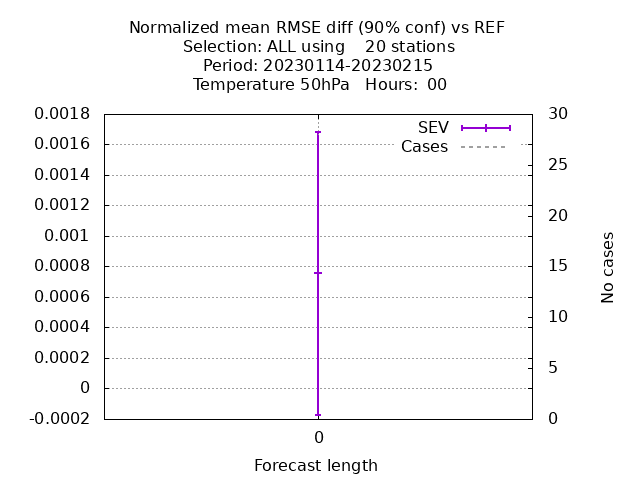 Normalized mean RMSE diff (90% conf) vs REF
Selection: ALL using    20 stations
Period: 20230114-20230215
Temperature 50hPa   Hours:  00
0.0018
0.0016
0.0014
0.0012
0.001
0.0008
0.0006
0.0004
0.0002
0
-0.0002
SEV
Cases
30
25
20
15
10
5
0
No cases
0
Forecast length